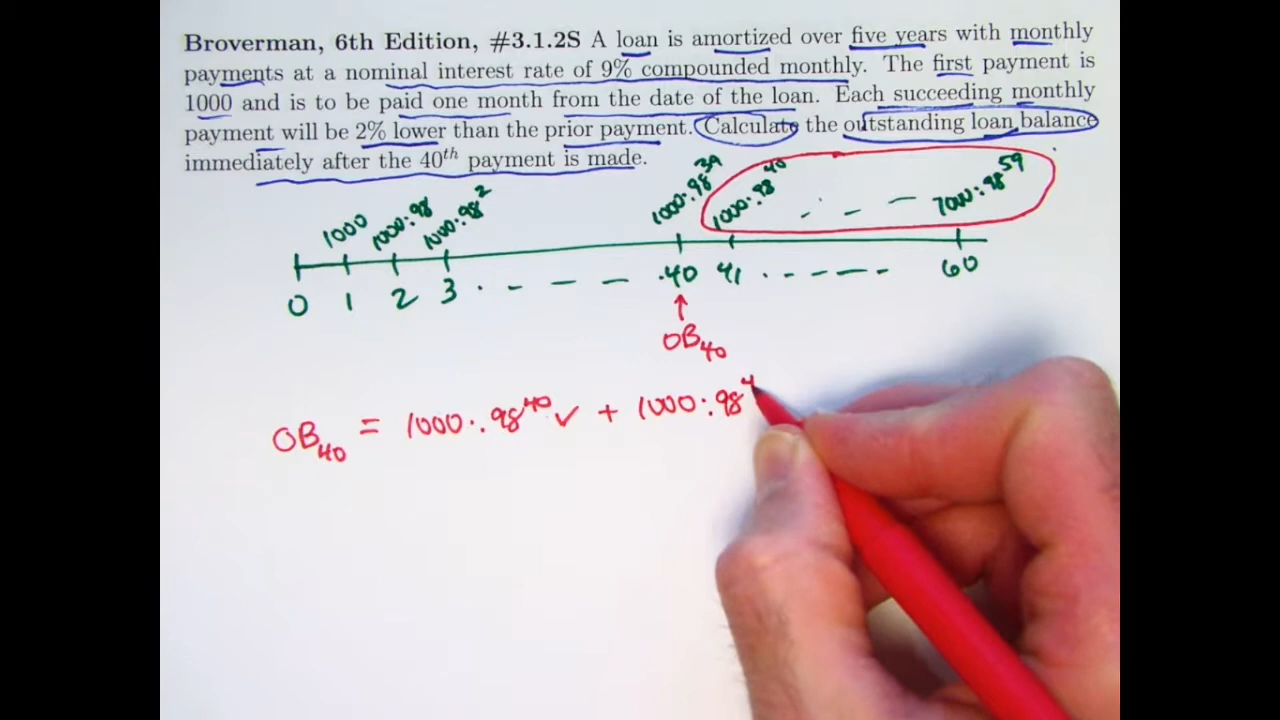 Broverman, 6th Edition, #3.1.2S A loan is amortized over five years with monthly
payments at a nominal interest rate of 9% compounded monthly. The first payment is
1000 and is to be paid one month from the date of the loan. Each succeeding monthly
payment will be 2% lower than the prior payment. Calculate the outstanding loan balance
immediately after the 40th payment is made.
1000 1000·.98 1000·.98² 1000·.98³⁹ 1000·.98⁴⁰ . - - 1000·.98⁵⁹
0 1 2 3 · - - - 40 41 · - - - - 60
↑
OB₄₀
OB₄₀ = 1000·.98⁴⁰ v + 1000·.98⁴